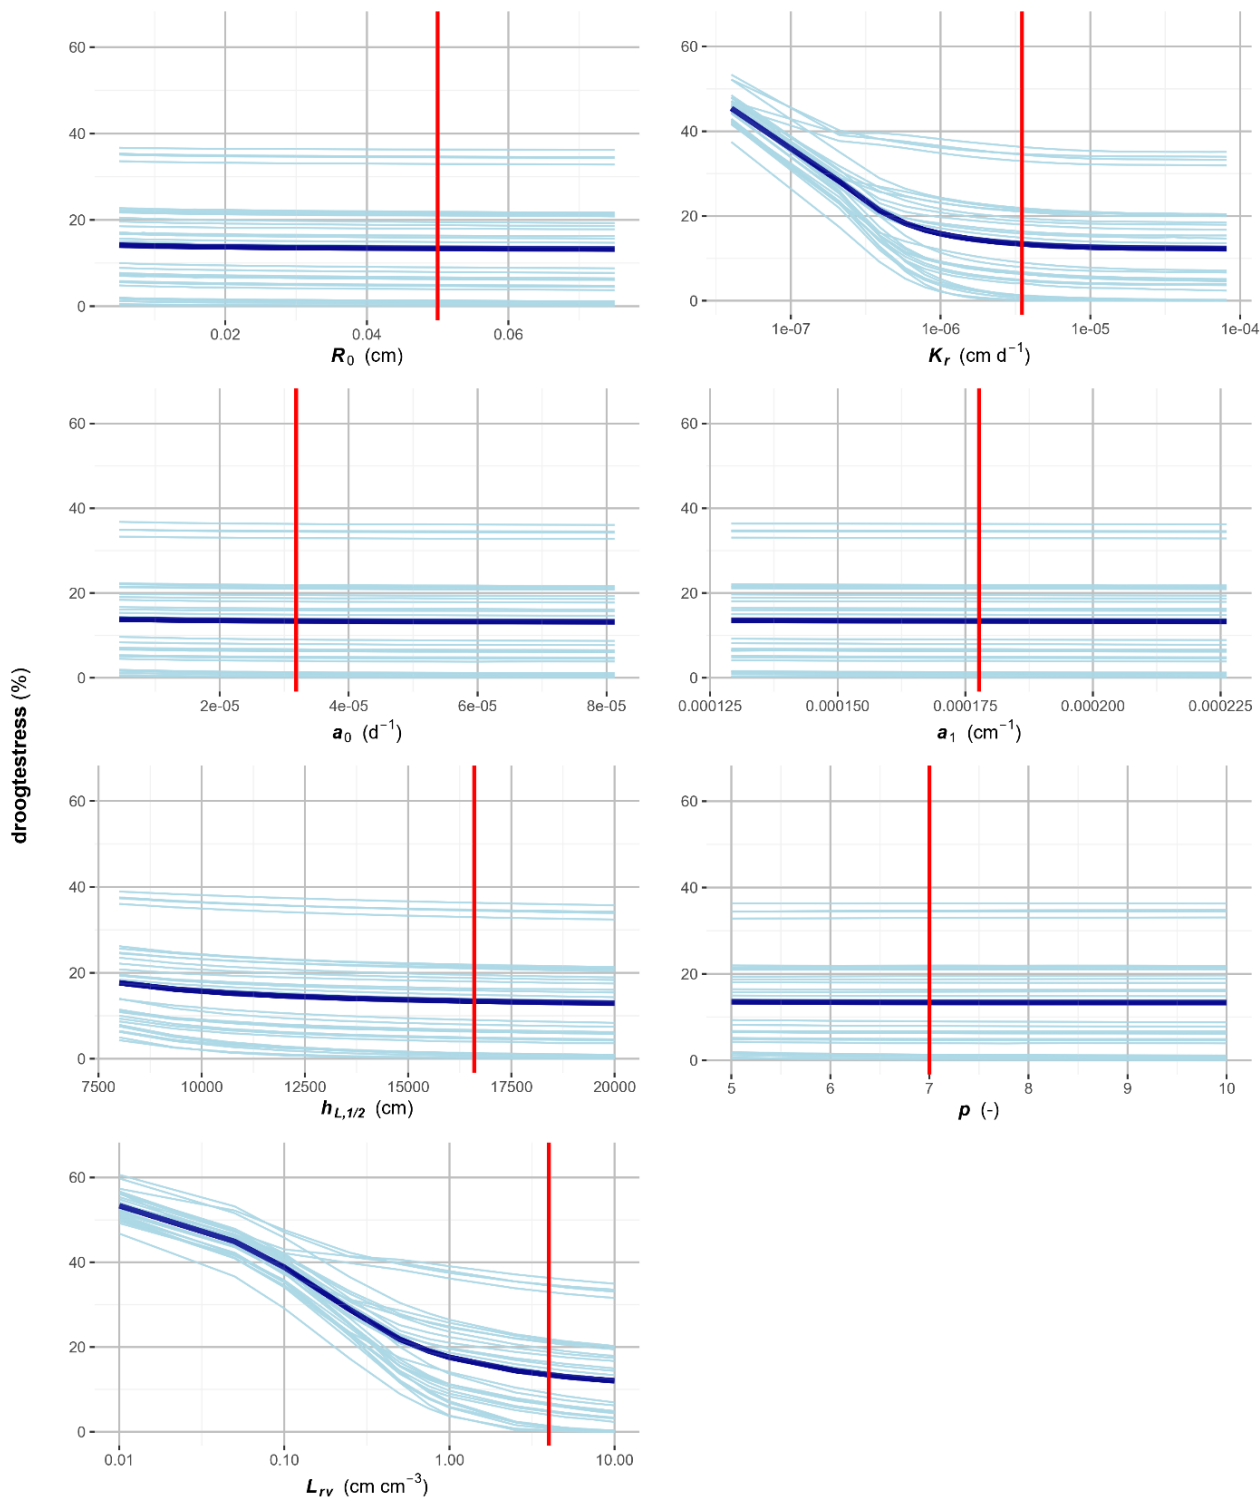 60
40
20
0
0.02 0.04 0.06
R0 (cm)
60
40
20
0
1e-07 1e-06 1e-05 1e-04
Kr (cm d−1)
60
40
20
0
2e-05 4e-05 6e-05 8e-05
a0 (d−1)
60
40
20
0
0.000125 0.000150 0.000175 0.000200 0.000225
a1 (cm−1)
droogtestress (%)
60
40
20
0
7500 10000 12500 15000 17500 20000
hL,1/2 (cm)
60
40
20
0
5 6 7 8 9 10
p (-)
60
40
20
0
0.01 0.10 1.00 10.00
Lrv (cm cm−3)